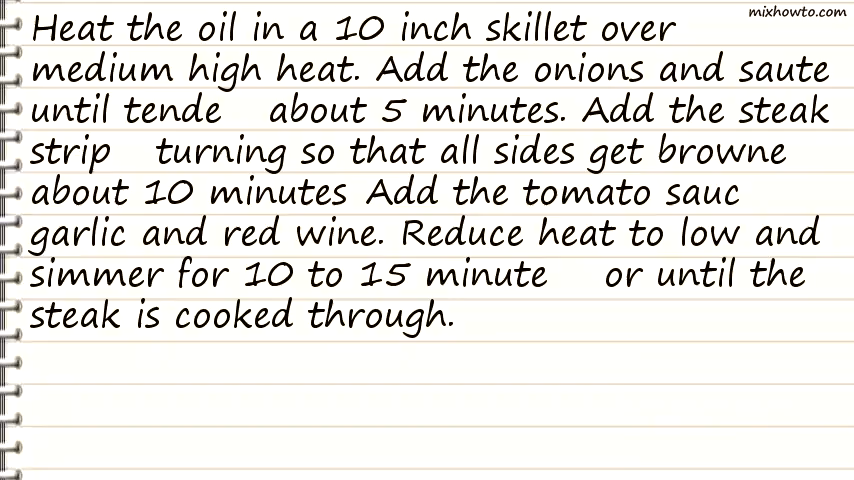 mixhowto.com
Heat the oil in a 10 inch skillet over
medium high heat. Add the onions and saute
until tende about 5 minutes. Add the steak
strip turning so that all sides get browne
about 10 minutes Add the tomato sauc
garlic and red wine. Reduce heat to low and
simmer for 10 to 15 minute or until the
steak is cooked through.